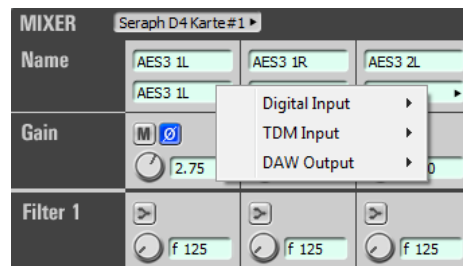 MIXER Seraph D4 Karte#1
Name AES3 1L AES3 1R AES3 2L
AES3 1L
Digital Input
TDM Input
DAW Output
Gain M Ø
2.75 0
Filter 1
f 125 f 125 f 125